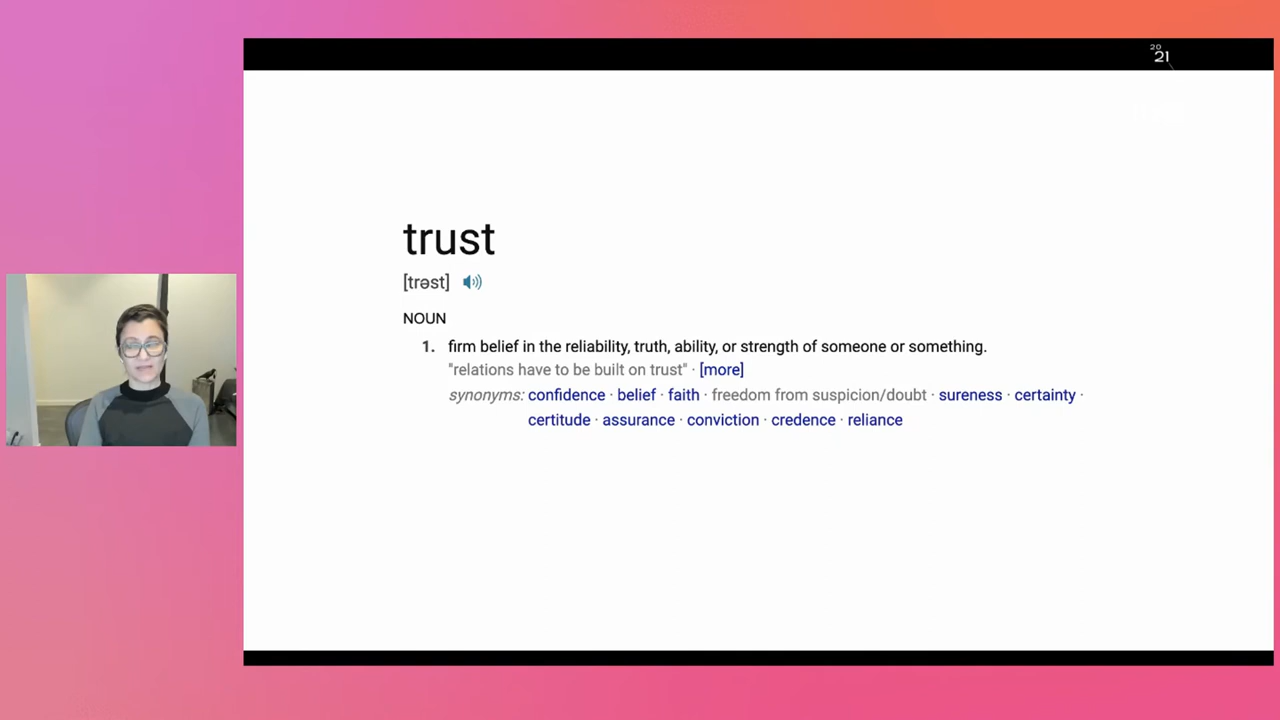 20
21
trust
[trəst]
NOUN
1. firm belief in the reliability, truth, ability, or strength of someone or something.
"relations have to be built on trust" · [more]
synonyms: confidence · belief · faith · freedom from suspicion/doubt · sureness · certainty ·
certitude · assurance · conviction · credence · reliance